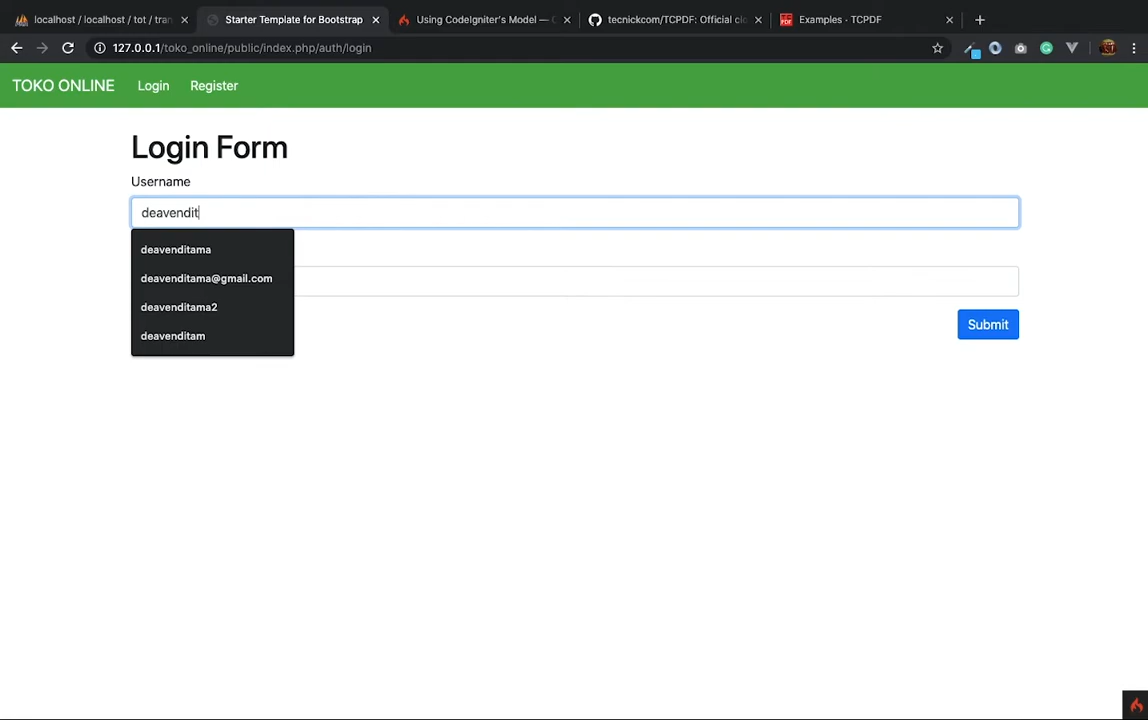 localhost / localhost / tot / tran
Starter Template for Bootstrap
Using CodeIgniter's Model —
tecnickcom/TCPDF: Official clo
Examples · TCPDF
127.0.0.1/toko_online/public/index.php/auth/login
TOKO ONLINE Login Register
Login Form
Username
deavendit
deavenditama
deavenditama@gmail.com
deavenditama2
deavenditam
Submit